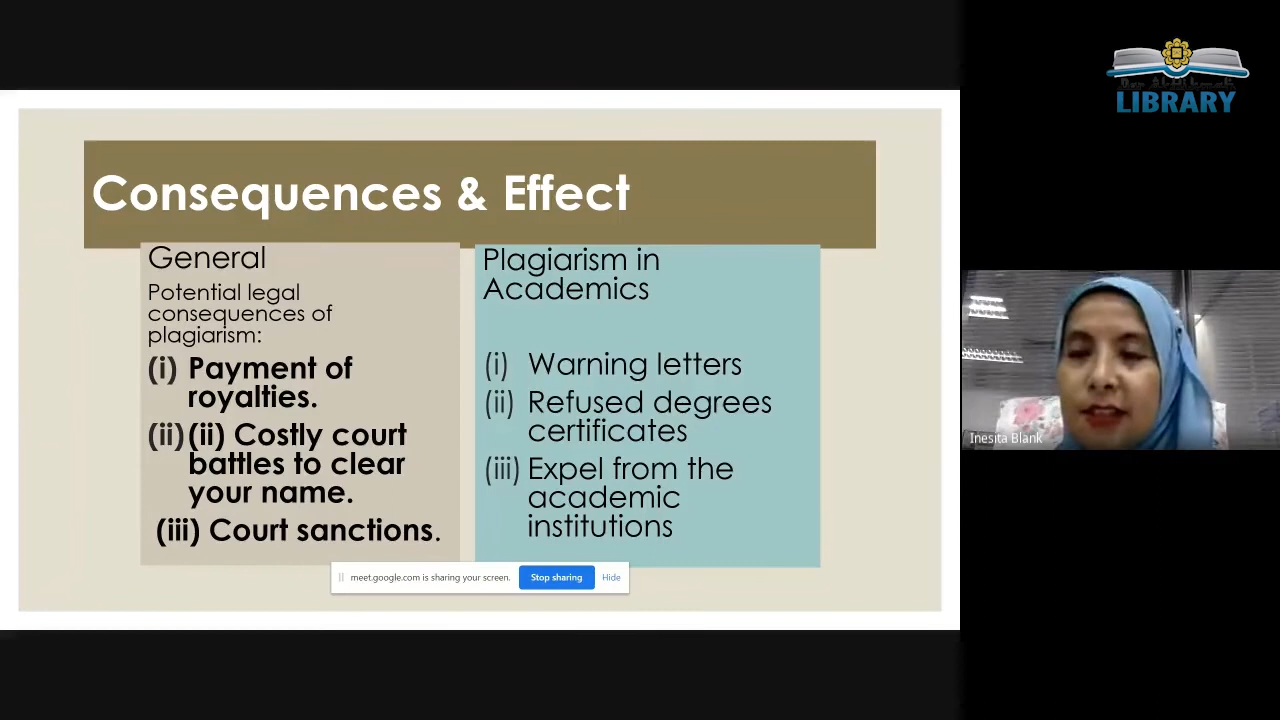 LIBRARY
Consequences & Effect
General
Potential legal
consequences of
plagiarism:
(i) Payment of
royalties.
(ii) (ii) Costly court
battles to clear
your name.
(iii) Court sanctions.
Plagiarism in
Academics
(i) Warning letters
(ii) Refused degrees
certificates
(iii) Expel from the
academic
institutions
meet.google.com is sharing your screen. Stop sharing Hide
Inesita Blank